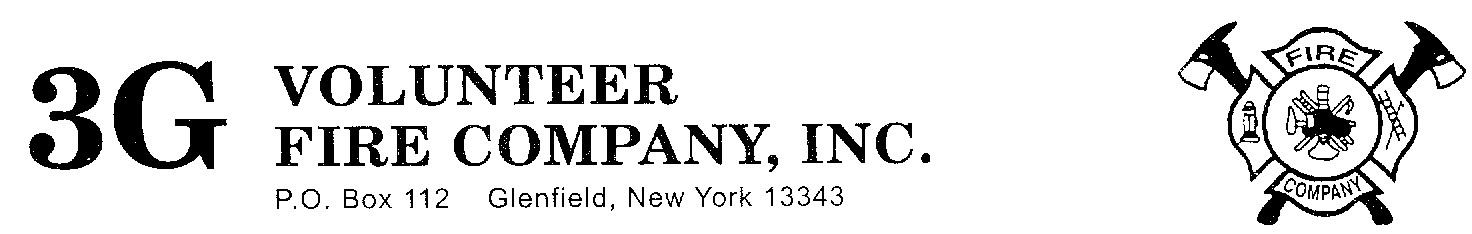 3G VOLUNTEER
FIRE COMPANY, INC.
P.O. Box 112 Glenfield, New York 13343
FIRE
COMPANY